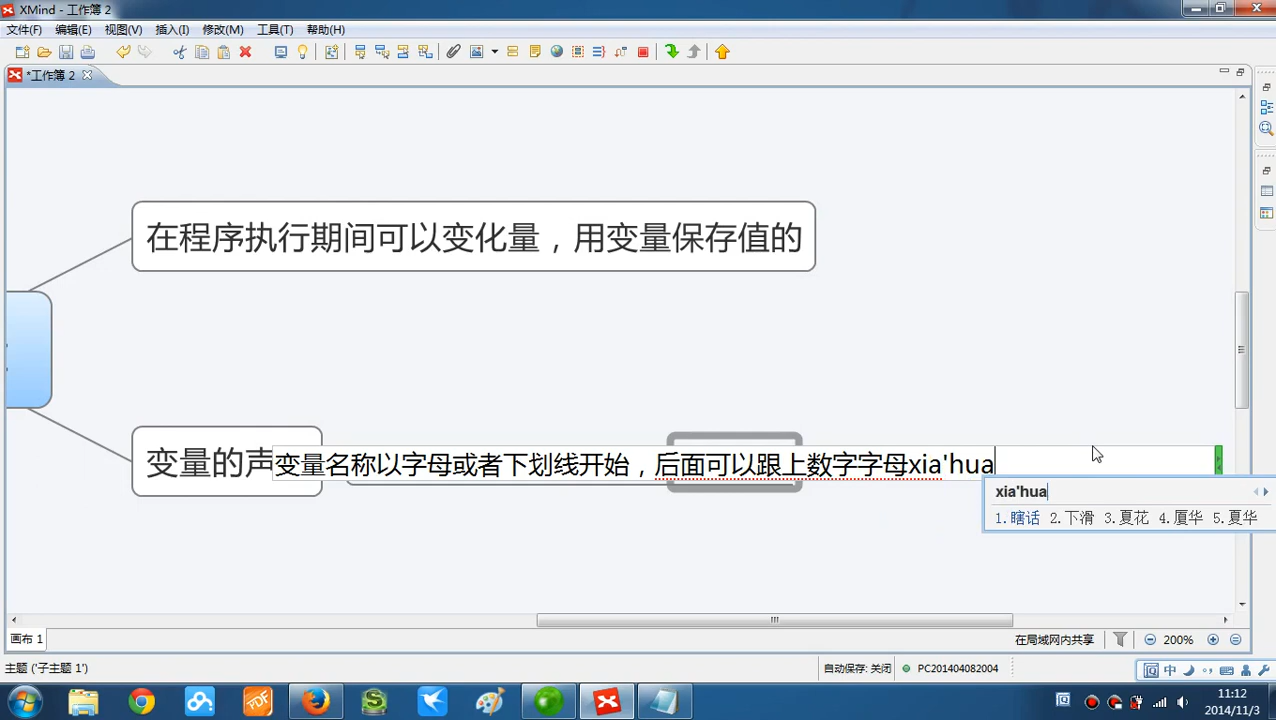 XMind - 工作簿 2
文件(F) 编辑(E) 视图(V) 插入(I) 修改(M) 工具(T) 帮助(H)
*工作簿 2
在程序执行期间可以变化量，用变量保存值的
变量的声
变量名称以字母或者下划线开始，后面可以跟上数字字母xia'hua
xia'hua
1.瞎话 2.下滑 3.夏花 4.厦华 5.夏华
画布 1
在局域网内共享 200%
主题 ('子主题 1')
自动保存: 关闭 PC201404082004
中
PDF
11:12
2014/11/3